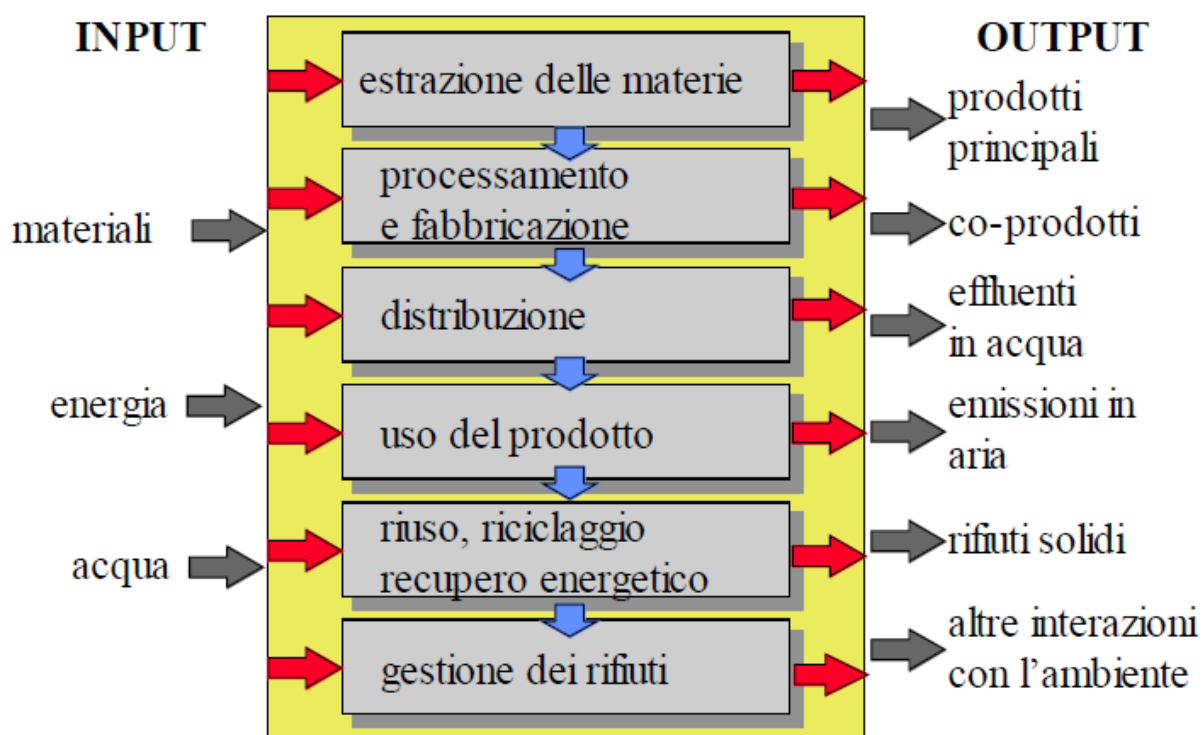 INPUT
OUTPUT
estrazione delle materie
processamento
e fabbricazione
distribuzione
uso del prodotto
riuso, riciclaggio
recupero energetico
gestione dei rifiuti
materiali
energia
acqua
prodotti
principali
co-prodotti
effluenti
in acqua
emissioni in
aria
rifiuti solidi
altre interazioni
con l’ambiente